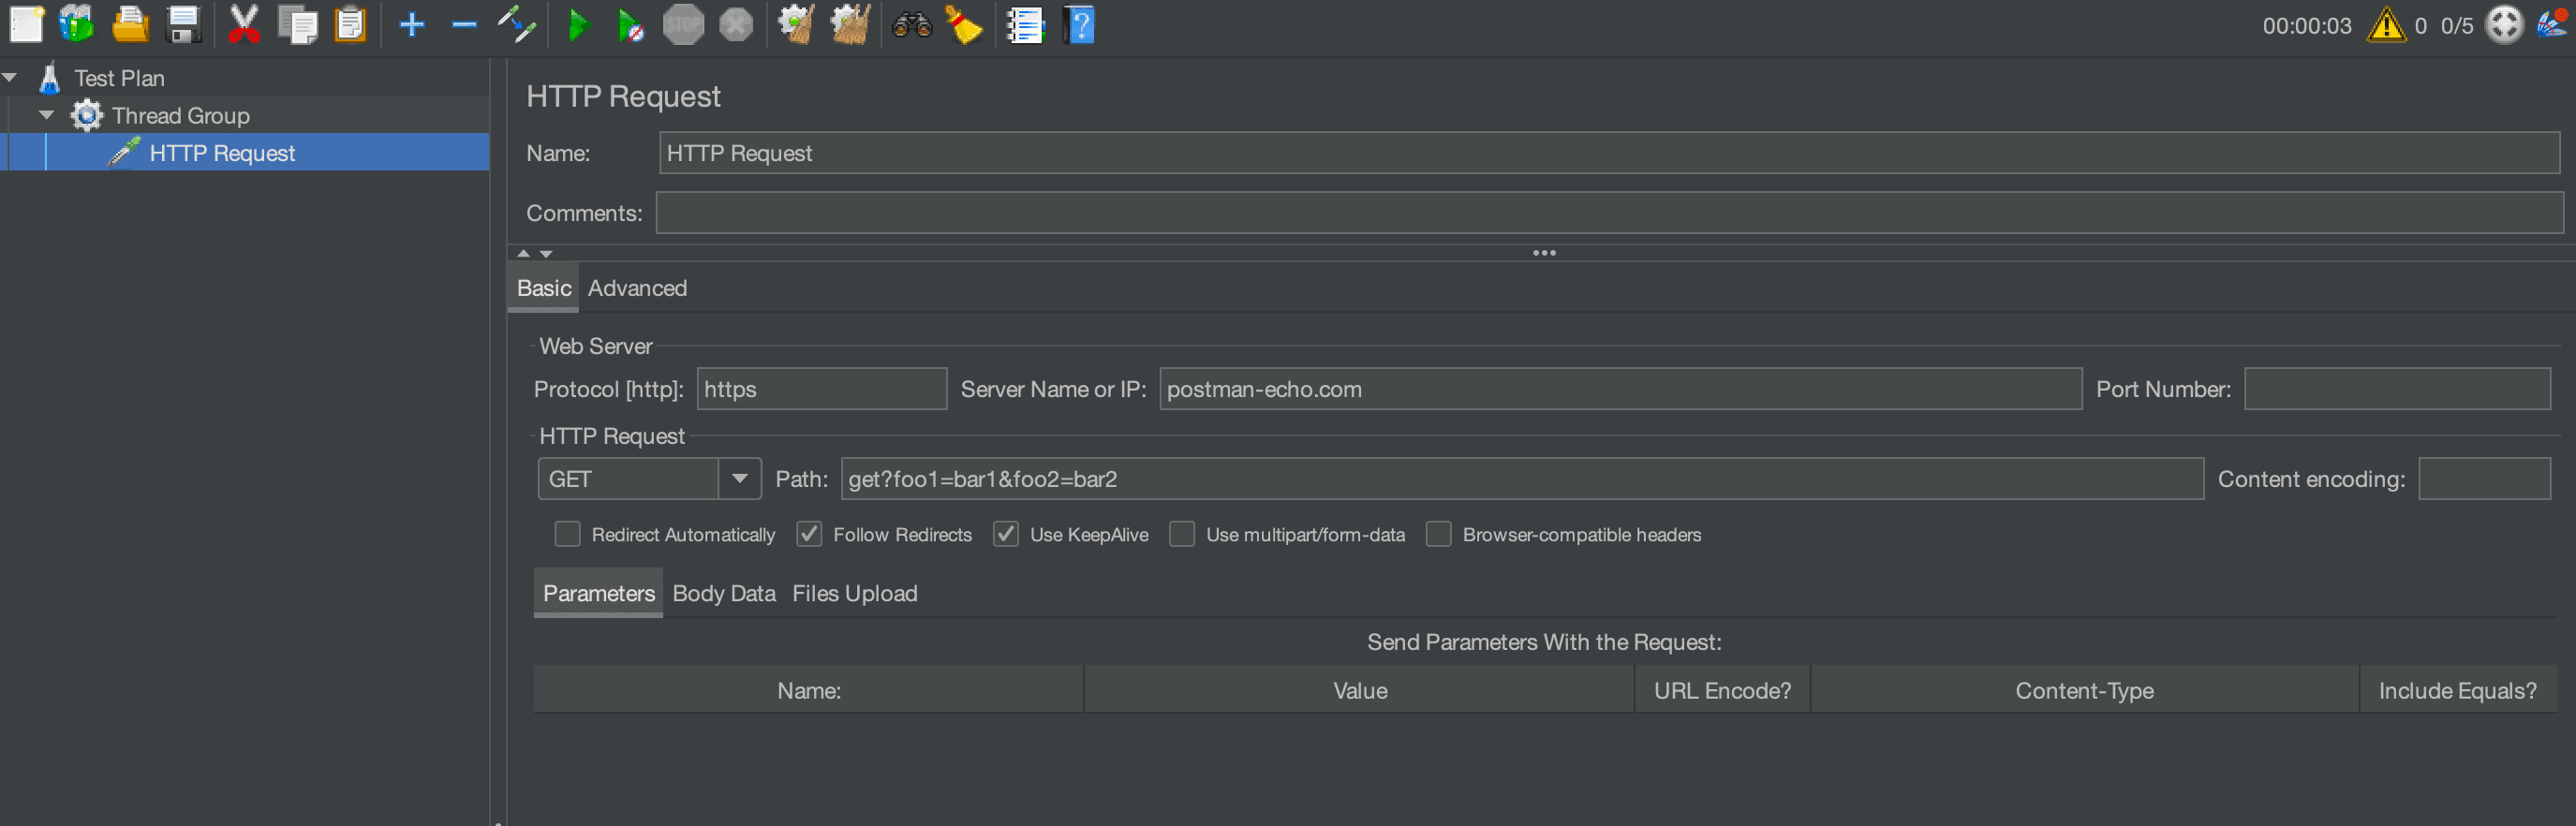 STOP
00:00:03 0 0/5
Test Plan
Thread Group
HTTP Request
HTTP Request
Name: HTTP Request
Comments:
Basic Advanced
Web Server
Protocol [http]: https Server Name or IP: postman-echo.com Port Number:
HTTP Request
GET Path: get?foo1=bar1&foo2=bar2 Content encoding:
Redirect Automatically Follow Redirects Use KeepAlive Use multipart/form-data Browser-compatible headers
Parameters Body Data Files Upload
Send Parameters With the Request:
Name: Value URL Encode? Content-Type Include Equals?